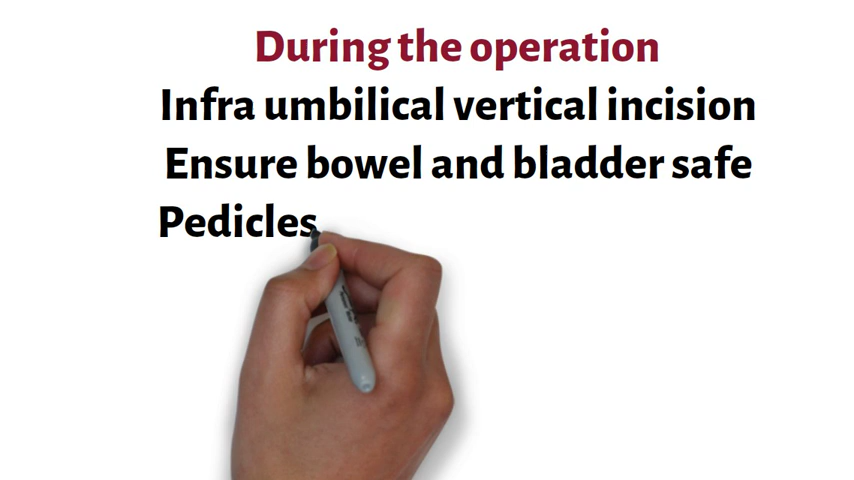 During the operation
Infra umbilical vertical incision
Ensure bowel and bladder safe
Pedicles